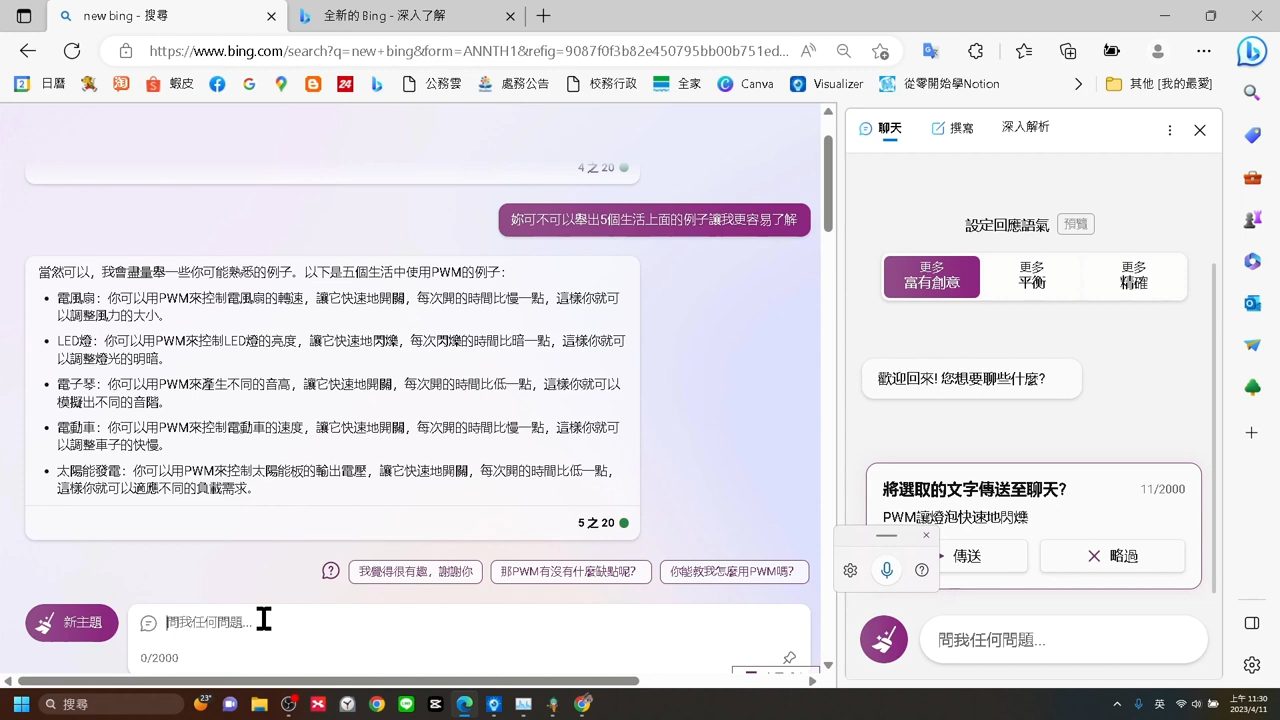 new bing - 搜尋
全新的 Bing - 深入了解
https://www.bing.com/search?q=new+bing&form=ANNTH1&refig=9087f0f3b82e450795bb00b751ed...
日曆
淘
蝦皮
24
公務雲
處務公告
校務行政
全家
Canva
Visualizer
從零開始學Notion
其他 [我的最愛]
4 之 20
妳可不可以舉出5個生活上面的例子讓我更容易了解
當然可以，我會盡量舉一些你可能熟悉的例子。以下是五個生活中使用PWM的例子:
電風扇: 你可以用PWM來控制電風扇的轉速，讓它快速地開關，每次開的時間比慢一點，這樣你就可
以調整風力的大小。
LED燈: 你可以用PWM來控制LED燈的亮度，讓它快速地閃爍，每次閃爍的時間比暗一點，這樣你就可
以調整燈光的明暗。
電子琴: 你可以用PWM來產生不同的音高，讓它快速地開關，每次開的時間比低一點，這樣你就可以
模擬出不同的音階。
電動車: 你可以用PWM來控制電動車的速度，讓它快速地開關，每次開的時間比慢一點，這樣你就可
以調整車子的快慢。
太陽能發電: 你可以用PWM來控制太陽能板的輸出電壓，讓它快速地開關，每次開的時間比低一點，
這樣你就可以適應不同的負載需求。
5 之 20
我覺得很有趣，謝謝你
那PWM有沒有什麼缺點呢?
你能教我怎麼用PWM嗎?
新主題
問我任何問題...
0/2000
聊天
撰寫
深入解析
設定回應語氣
預覽
更多
富有創意
更多
平衡
更多
精確
歡迎回來! 您想要聊些什麼?
將選取的文字傳送至聊天?
11/2000
PWM讓燈泡快速地閃爍
傳送
略過
問我任何問題...
搜尋
23°
英
上午 11:30
2023/4/11